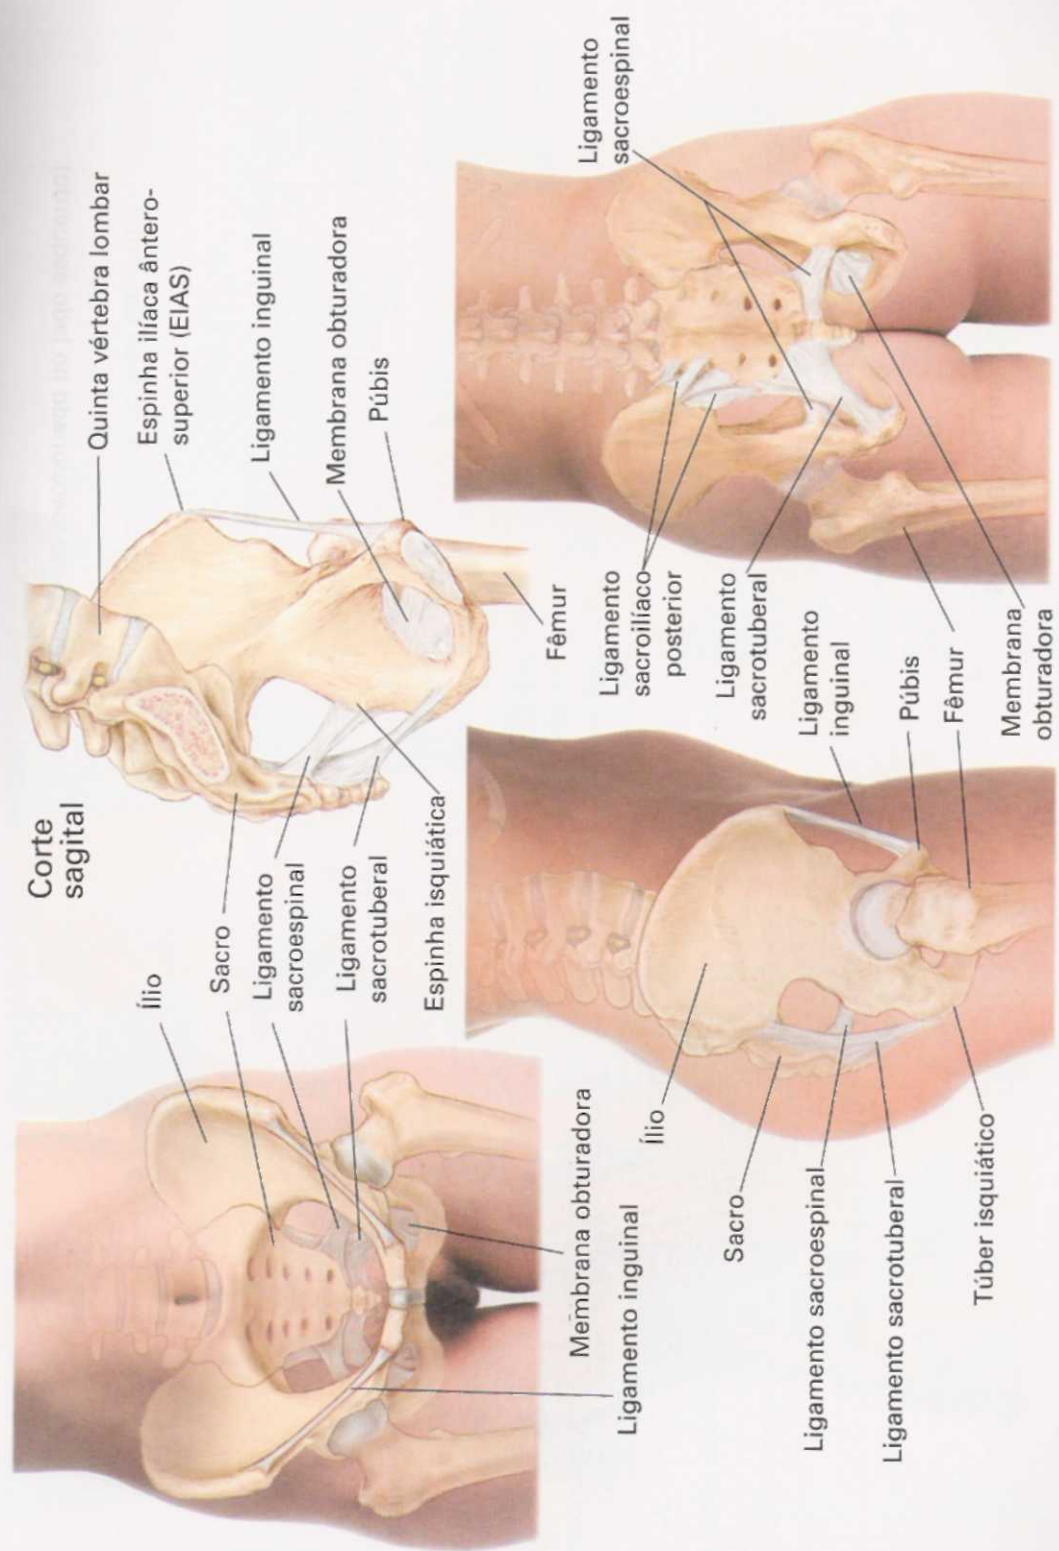 Corte
sagital
Quinta vértebra lombar
Espinha ilíaca ântero-
superior (EIAS)
Ligamento inguinal
Membrana obturadora
Púbis
Fêmur
Sacro
Ligamento
sacroespinal
Ligamento
sacrotuberal
Espinha isquiática
Ílio
Membrana obturadora
Ligamento inguinal
Ílio
Sacro
Ligamento sacroespinal
Ligamento sacrotuberal
Túber isquiático
Ligamento
inguinal
Púbis
Fêmur
Ligamento
sacroilíaco
posterior
Ligamento
sacrotuberal
Membrana
obturadora
Ligamento
sacroespinal